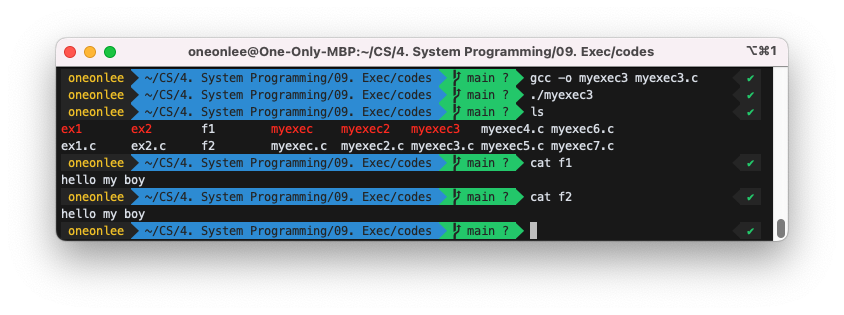 oneonlee@One-Only-MBP:~/CS/4. System Programming/09. Exec/codes ⌥⌘1
oneonlee ~/CS/4. System Programming/09. Exec/codes main ? gcc -o myexec3 myexec3.c ✔
oneonlee ~/CS/4. System Programming/09. Exec/codes main ? ./myexec3 ✔
oneonlee ~/CS/4. System Programming/09. Exec/codes main ? ls ✔
ex1 ex2 f1 myexec myexec2 myexec3 myexec4.c myexec6.c
ex1.c ex2.c f2 myexec.c myexec2.c myexec3.c myexec5.c myexec7.c
oneonlee ~/CS/4. System Programming/09. Exec/codes main ? cat f1 ✔
hello my boy
oneonlee ~/CS/4. System Programming/09. Exec/codes main ? cat f2 ✔
hello my boy
oneonlee ~/CS/4. System Programming/09. Exec/codes main ? ✔